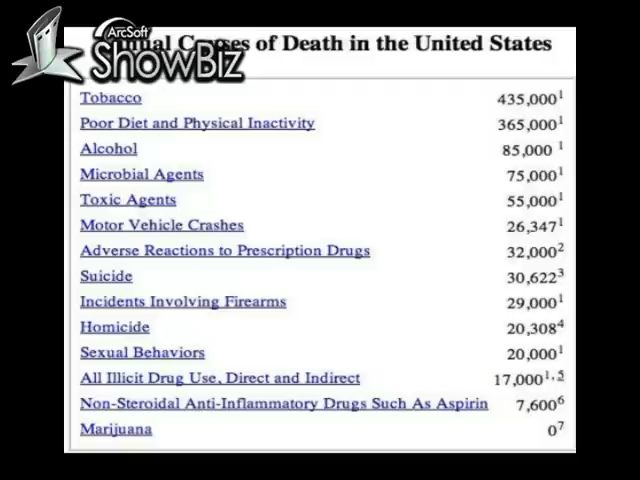 ArcSoft
ShowBiz
of Death in the United States
Tobacco 435,000¹
Poor Diet and Physical Inactivity 365,000¹
Alcohol 85,000 ¹
Microbial Agents 75,000¹
Toxic Agents 55,000¹
Motor Vehicle Crashes 26,347¹
Adverse Reactions to Prescription Drugs 32,000²
Suicide 30,622³
Incidents Involving Firearms 29,000¹
Homicide 20,308⁴
Sexual Behaviors 20,000¹
All Illicit Drug Use, Direct and Indirect 17,000¹˒ ⁵
Non-Steroidal Anti-Inflammatory Drugs Such As Aspirin 7,600⁶
Marijuana 0⁷